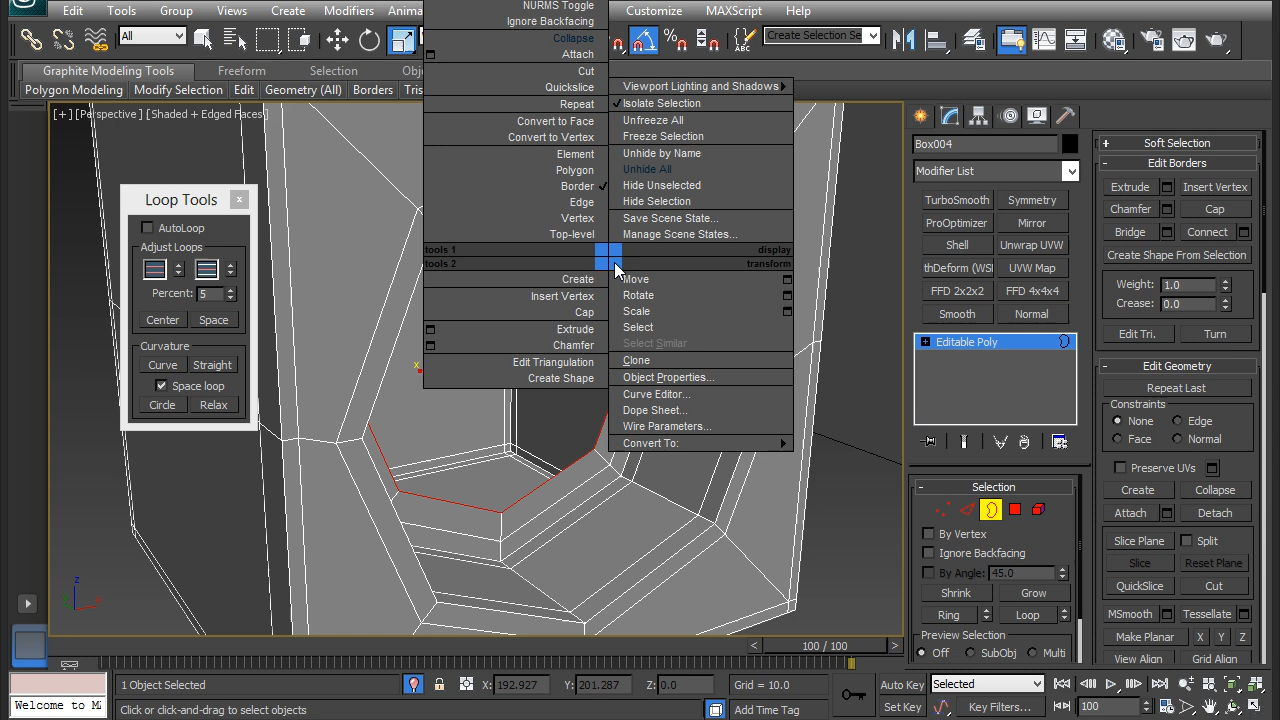 Edit Tools Group Views Create Modifiers Anima Customize MAXScript Help
All
Create Selection Se
Graphite Modeling Tools Freeform Selection Obj
Polygon Modeling Modify Selection Edit Geometry (All) Borders Tris
[+] [Perspective ] [Shaded + Edged Faces ]
NURMS Toggle
Ignore Backfacing
Collapse
Attach
Cut
Quickslice
Repeat
Convert to Face
Convert to Vertex
Element
Polygon
Border
Edge
Vertex
Top-level
tools 1
tools 2
Create
Insert Vertex
Cap
Extrude
Chamfer
Edit Triangulation
Create Shape
Viewport Lighting and Shadows
Isolate Selection
Unfreeze All
Freeze Selection
Unhide by Name
Unhide All
Hide Unselected
Hide Selection
Save Scene State...
Manage Scene States...
display
transform
Move
Rotate
Scale
Select
Select Similar
Clone
Object Properties...
Curve Editor...
Dope Sheet...
Wire Parameters...
Convert To:
Loop Tools x
AutoLoop
Adjust Loops
Percent: 5
Center Space
Curvature
Curve Straight
Space loop
Circle Relax
x
z
Box004
Modifier List
TurboSmooth Symmetry
ProOptimizer Mirror
Shell Unwrap UVW
thDeform (WS UVW Map
FFD 2x2x2 FFD 4x4x4
Smooth Normal
Editable Poly
- Selection
By Vertex
Ignore Backfacing
By Angle: 45.0
Shrink Grow
Ring Loop
Preview Selection
Off SubObj Multi
+ Soft Selection
- Edit Borders
Extrude Insert Vertex
Chamfer Cap
Bridge Connect
Create Shape From Selection
Weight: 1.0
Crease: 0.0
Edit Tri. Turn
- Edit Geometry
Repeat Last
Constraints
None Edge
Face Normal
Preserve UVs
Create Collapse
Attach Detach
Slice Plane Split
Slice Reset Plane
QuickSlice Cut
MSmooth Tessellate
Make Planar X Y Z
View Align Grid Align
< 100 / 100 >
1 Object Selected X: 192.927 Y: 201.287 Z: 0.0 Grid = 10.0 Auto Key Selected
Welcome to MA Click or click-and-drag to select objects Add Time Tag Set Key Key Filters... 100